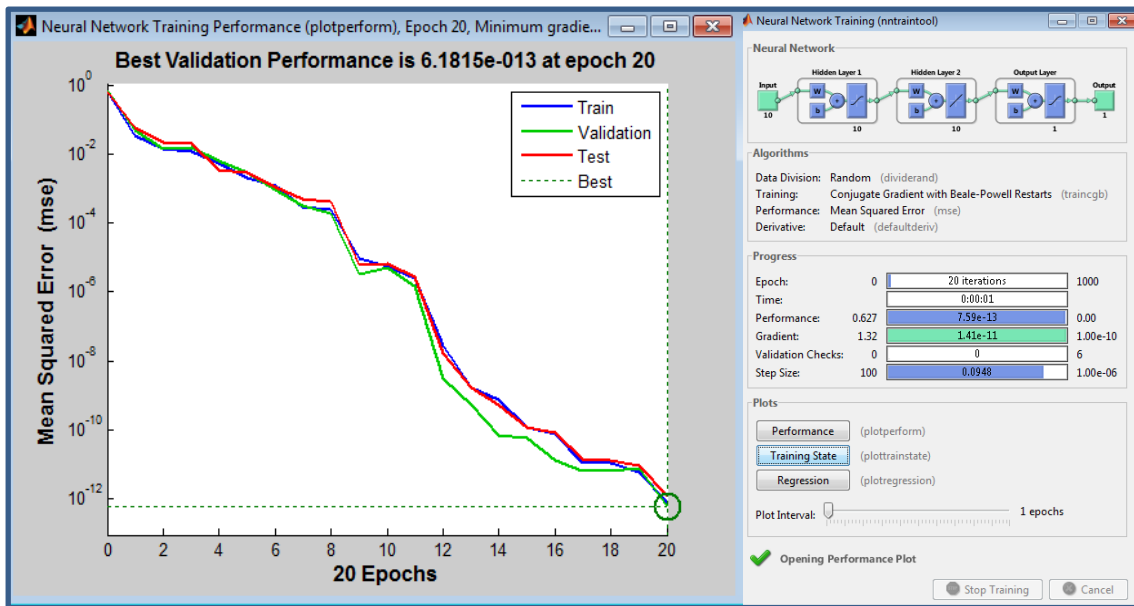 Neural Network Training Performance (plotperform), Epoch 20, Minimum gradie...
Best Validation Performance is 6.1815e-013 at epoch 20
Mean Squared Error (mse)
10^0
10^-2
10^-4
10^-6
10^-8
10^-10
10^-12
Train
Validation
Test
Best
0 2 4 6 8 10 12 14 16 18 20
20 Epochs
Neural Network Training (nntraintool)
Neural Network
Hidden Layer 1 Hidden Layer 2 Output Layer
Input Output
W W W
b b b
+ + +
10 10 10 1 1
Algorithms
Data Division: Random (dividerand)
Training: Conjugate Gradient with Beale-Powell Restarts (traincgb)
Performance: Mean Squared Error (mse)
Derivative: Default (defaultderiv)
Progress
Epoch: 0 20 iterations 1000
Time: 0:00:01
Performance: 0.627 7.59e-13 0.00
Gradient: 1.32 1.41e-11 1.00e-10
Validation Checks: 0 0 6
Step Size: 100 0.0948 1.00e-06
Plots
Performance (plotperform)
Training State (plottrainstate)
Regression (plotregression)
Plot Interval: 1 epochs
Opening Performance Plot
Stop Training Cancel